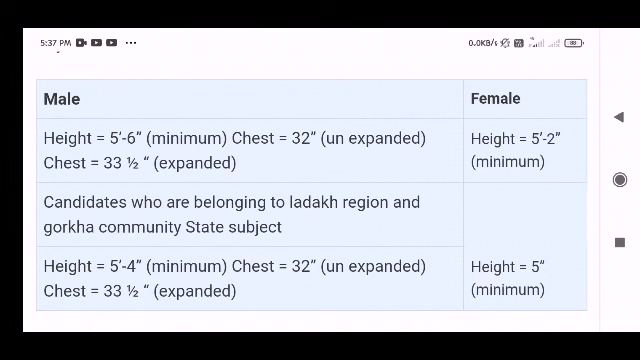 5:37 PM
0.0KB/s
88
Male
Female
Height = 5’-6” (minimum) Chest = 32” (un expanded)
Chest = 33 ½ “ (expanded)
Height = 5’-2”
(minimum)
Candidates who are belonging to ladakh region and
gorkha community State subject
Height = 5’-4” (minimum) Chest = 32” (un expanded)
Chest = 33 ½ “ (expanded)
Height = 5”
(minimum)